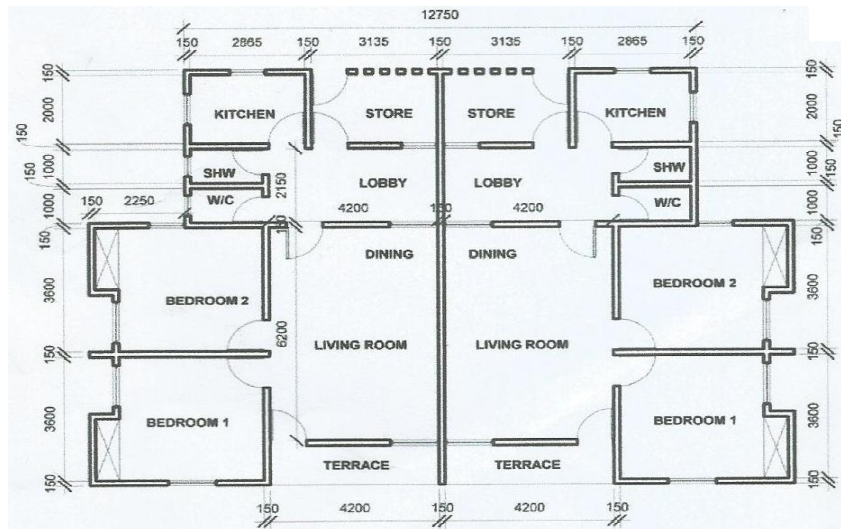 12750
150 2865 150 3135 150 3135 150 2865 150
150 150
2000 KITCHEN STORE STORE KITCHEN 2000
150 150
1000 SHW LOBBY LOBBY SHW 1000
150 2150 150
1000 150 2250 W/C 4200 150 4200 W/C 1000
150 150 150
DINING DINING
3600 BEDROOM 2 BEDROOM 2 3600
6200 LIVING ROOM LIVING ROOM
150 150
3600 BEDROOM 1 BEDROOM 1 3600
TERRACE TERRACE
150 150
150 4200 150 4200 150